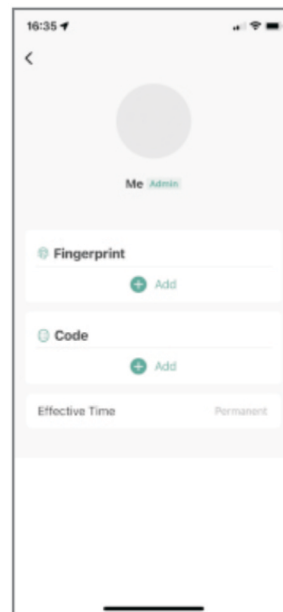 16:35
Me Admin
Fingerprint
Add
Code
Add
Effective Time Permanent